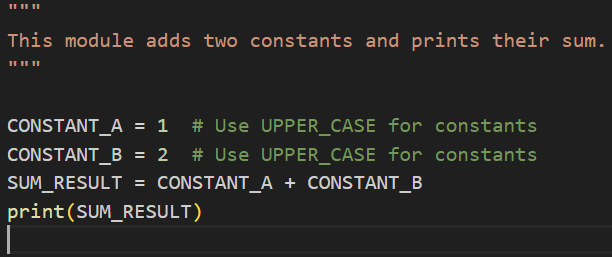 """
This module adds two constants and prints their sum.
"""
CONSTANT_A = 1  # Use UPPER_CASE for constants
CONSTANT_B = 2  # Use UPPER_CASE for constants
SUM_RESULT = CONSTANT_A + CONSTANT_B
print(SUM_RESULT)